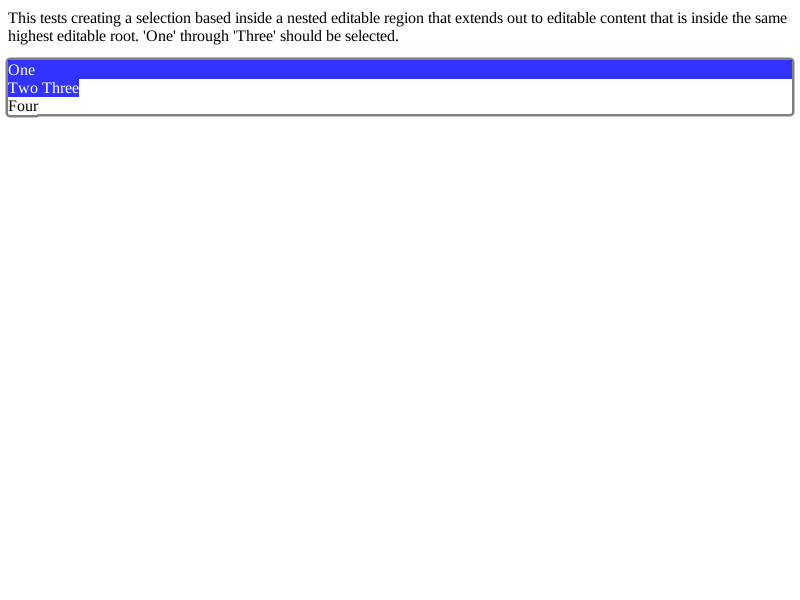 This tests creating a selection based inside a nested editable region that extends out to editable content that is inside the same
highest editable root. 'One' through 'Three' should be selected.
One
Two Three
Four